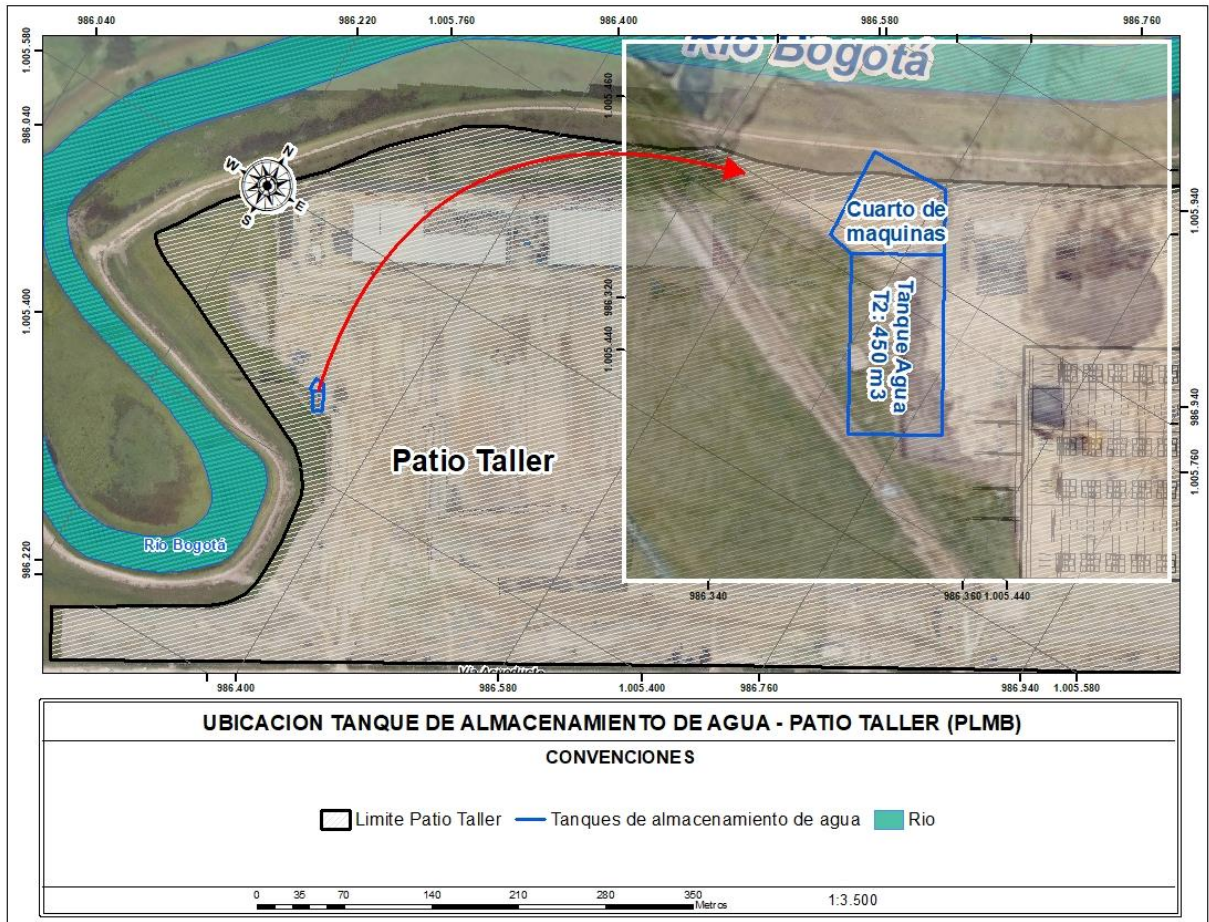 986.040
986.220
1.005.760
986.400
986.580
986.760
1.005.580
986.040
1.005.400
986.220
Río Bogotá
1.005.460
986.320
1.005.440
N
W
E
S
Cuarto de
maquinas
Tanque Agua
T2: 450 m3
Patio Taller
Río Bogotá
1.005.940
986.940
1.005.760
986.340
986.360
1.005.440
Vía Acueducto
986.400
986.580
1.005.400
986.760
986.940
1.005.580
UBICACION TANQUE DE ALMACENAMIENTO DE AGUA - PATIO TALLER (PLMB)
CONVENCIONES
Limite Patio Taller
Tanques de almacenamiento de agua
Rio
0 35 70 140 210 280 350
Metros
1:3.500